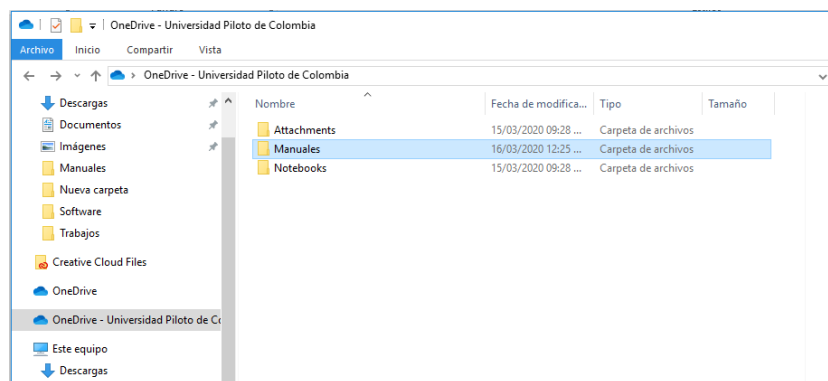 OneDrive - Universidad Piloto de Colombia
Archivo Inicio Compartir Vista
OneDrive - Universidad Piloto de Colombia
Descargas
Documentos
Imágenes
Manuales
Nueva carpeta
Software
Trabajos
Creative Cloud Files
OneDrive
OneDrive - Universidad Piloto de Co
Este equipo
Descargas
Nombre Fecha de modifica... Tipo Tamaño
Attachments 15/03/2020 09:28 ... Carpeta de archivos
Manuales 16/03/2020 12:25 ... Carpeta de archivos
Notebooks 15/03/2020 09:28 ... Carpeta de archivos